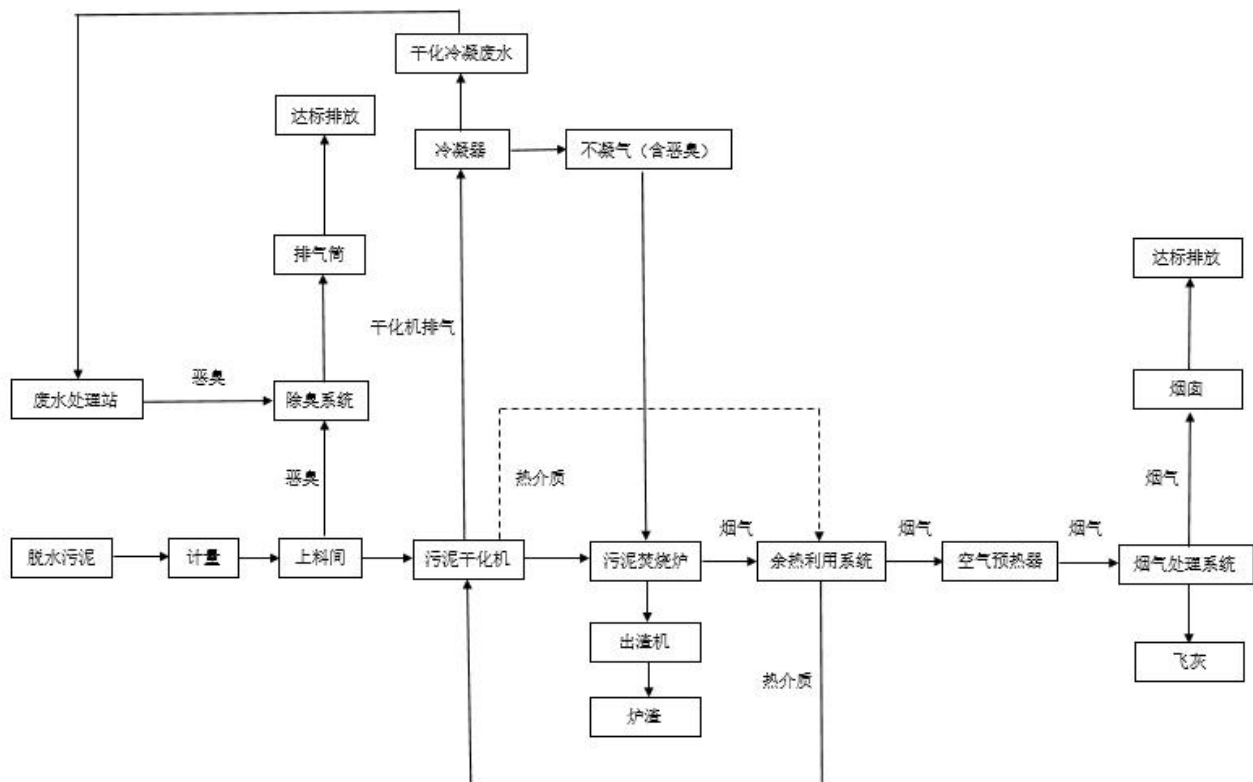 干化冷凝废水
达标排放
冷凝器
不凝气（含恶臭）
排气筒
达标排放
干化机排气
废水处理站
恶臭
除臭系统
烟囱
恶臭
热介质
烟气
脱水污泥
计量
上料间
污泥干化机
污泥焚烧炉
烟气
余热利用系统
烟气
空气预热器
烟气
烟气处理系统
出渣机
热介质
飞灰
炉渣